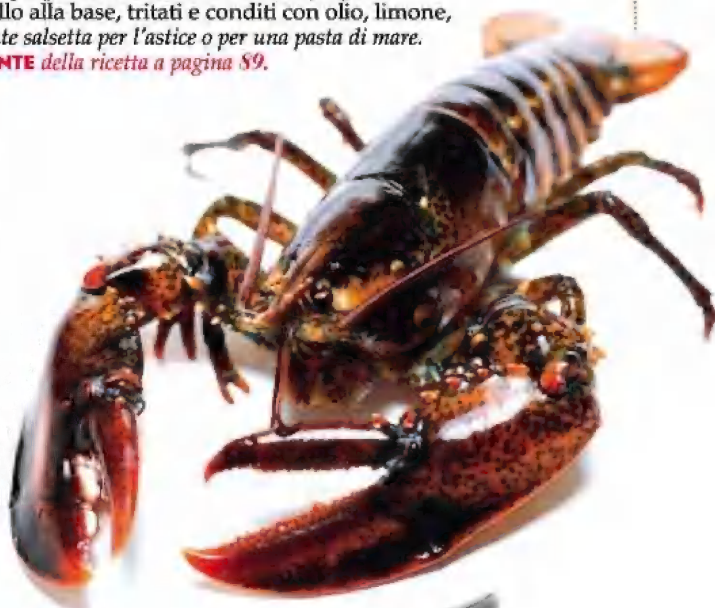 llo alla base, tritati e conditi con olio, limone,
te salsetta per l'astice o per una pasta di mare.
NTE della ricetta a pagina 89.